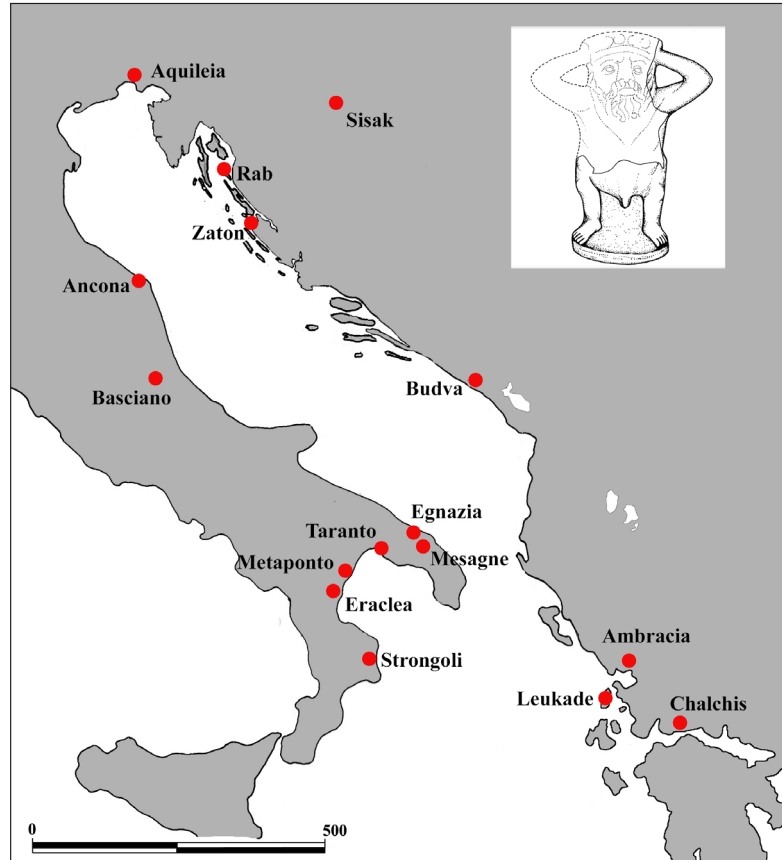 Aquileia
Sisak
Rab
Zaton
Ancona
Basciano
Budva
Egnazia
Taranto
Mesagne
Metaponto
Eraclea
Ambracia
Strongoli
Leukade
Chalchis
0 500